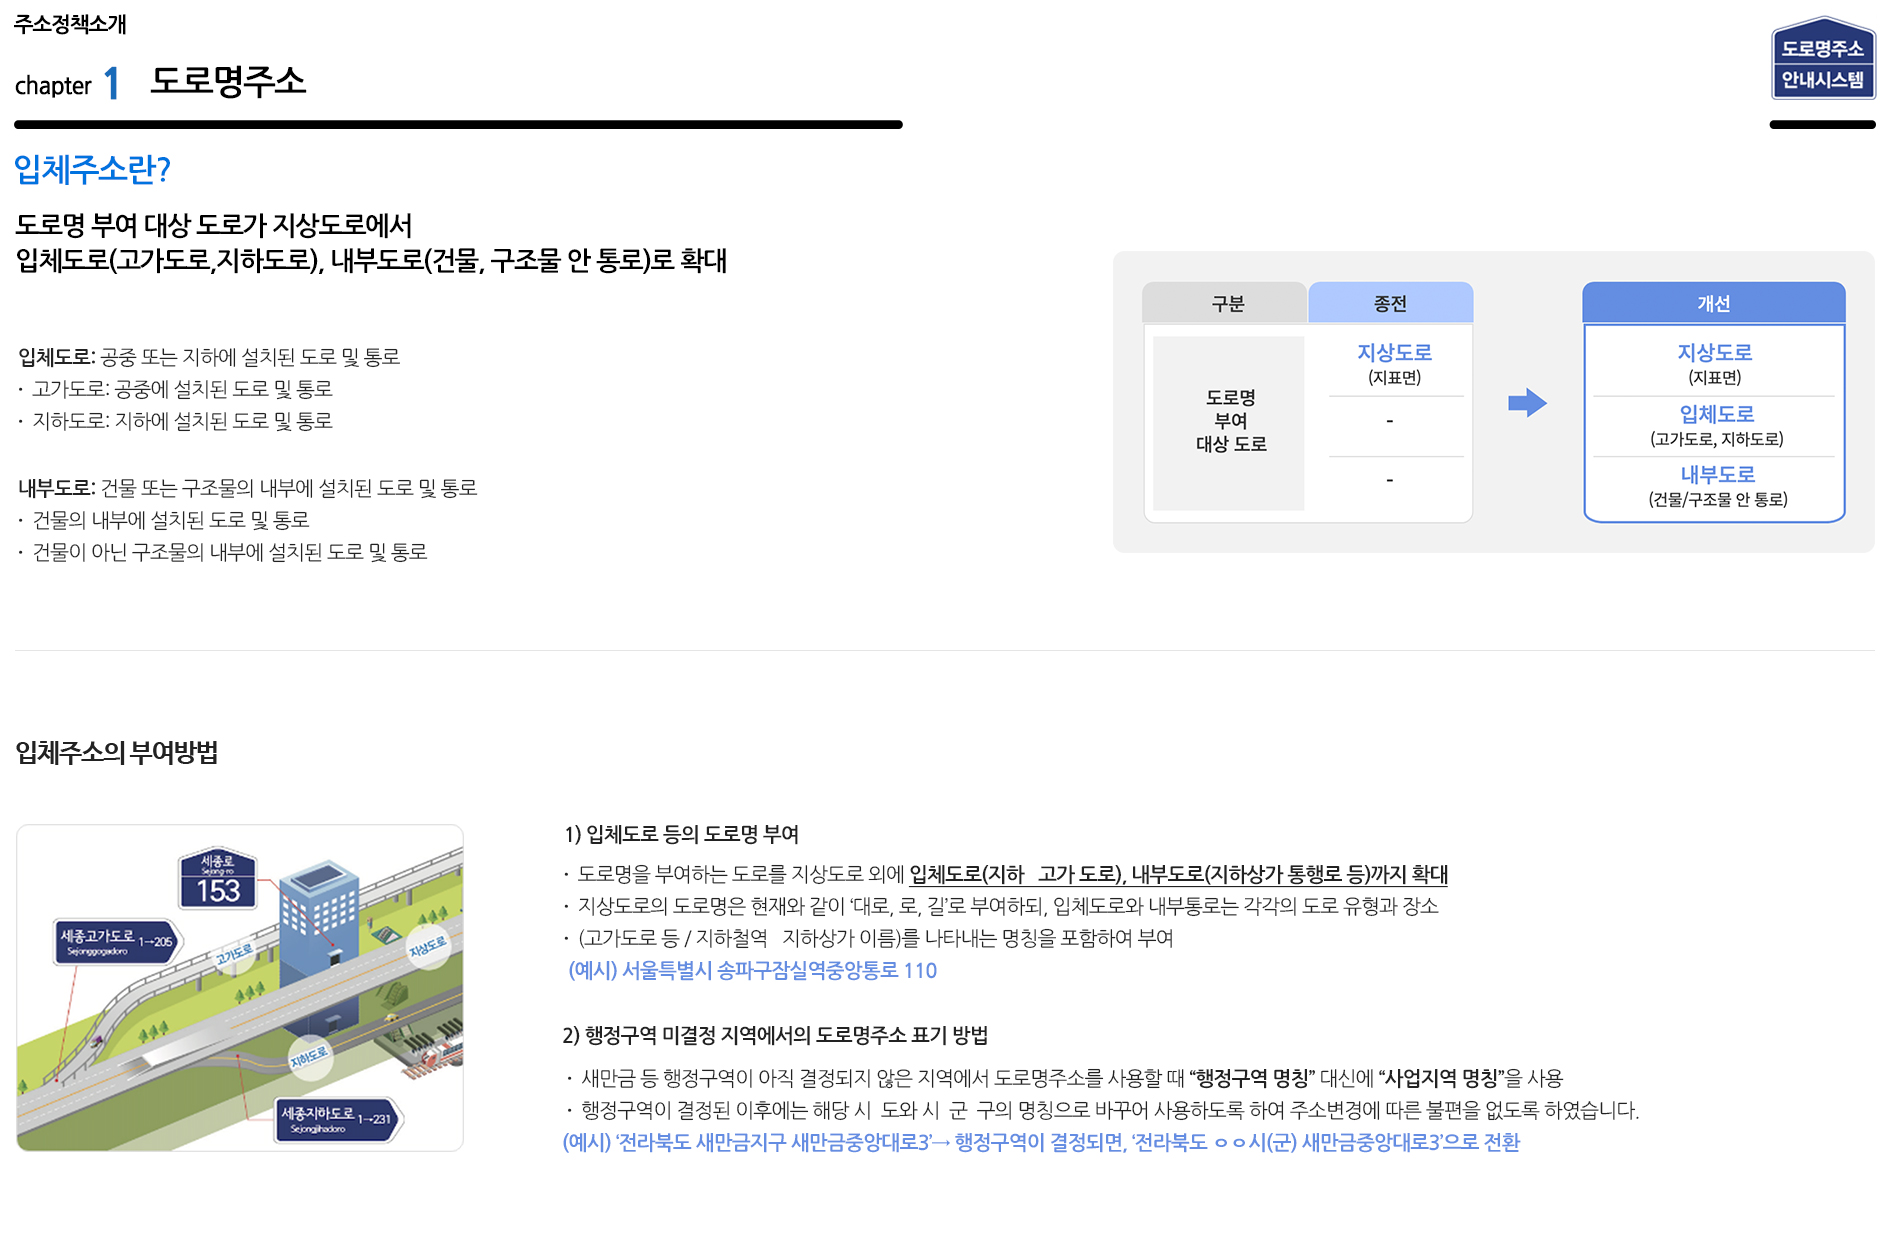 주소정책소개
chapter 1 도로명주소
도로명주소
안내시스템
입체주소란?
도로명 부여 대상 도로가 지상도로에서
입체도로(고가도로,지하도로), 내부도로(건물, 구조물 안 통로)로 확대
입체도로: 공중 또는 지하에 설치된 도로 및 통로
· 고가도로: 공중에 설치된 도로 및 통로
· 지하도로: 지하에 설치된 도로 및 통로
내부도로: 건물 또는 구조물의 내부에 설치된 도로 및 통로
· 건물의 내부에 설치된 도로 및 통로
· 건물이 아닌 구조물의 내부에 설치된 도로 및 통로
구분
종전
개선
도로명
부여
대상 도로
지상도로
(지표면)
-
-
지상도로
(지표면)
입체도로
(고가도로, 지하도로)
내부도로
(건물/구조물 안 통로)
입체주소의 부여방법
세종로
Sejong-ro
153
세종고가도로 1→205
Sejonggogadoro
고가도로
지상도로
지하도로
세종지하도로 1→231
Sejongjihadoro
1) 입체도로 등의 도로명 부여
· 도로명을 부여하는 도로를 지상도로 외에 입체도로(지하 고가 도로), 내부도로(지하상가 통행로 등)까지 확대
· 지상도로의 도로명은 현재와 같이 ‘대로, 로, 길’로 부여하되, 입체도로와 내부통로는 각각의 도로 유형과 장소
· (고가도로 등 / 지하철역 지하상가 이름)를 나타내는 명칭을 포함하여 부여
(예시) 서울특별시 송파구잠실역중앙통로 110
2) 행정구역 미결정 지역에서의 도로명주소 표기 방법
· 새만금 등 행정구역이 아직 결정되지 않은 지역에서 도로명주소를 사용할 때 “행정구역 명칭” 대신에 “사업지역 명칭”을 사용
· 행정구역이 결정된 이후에는 해당 시 도와 시 군 구의 명칭으로 바꾸어 사용하도록 하여 주소변경에 따른 불편을 없도록 하였습니다.
(예시) ‘전라북도 새만금지구 새만금중앙대로3’→ 행정구역이 결정되면, ‘전라북도 ㅇㅇ시(군) 새만금중앙대로3’으로 전환